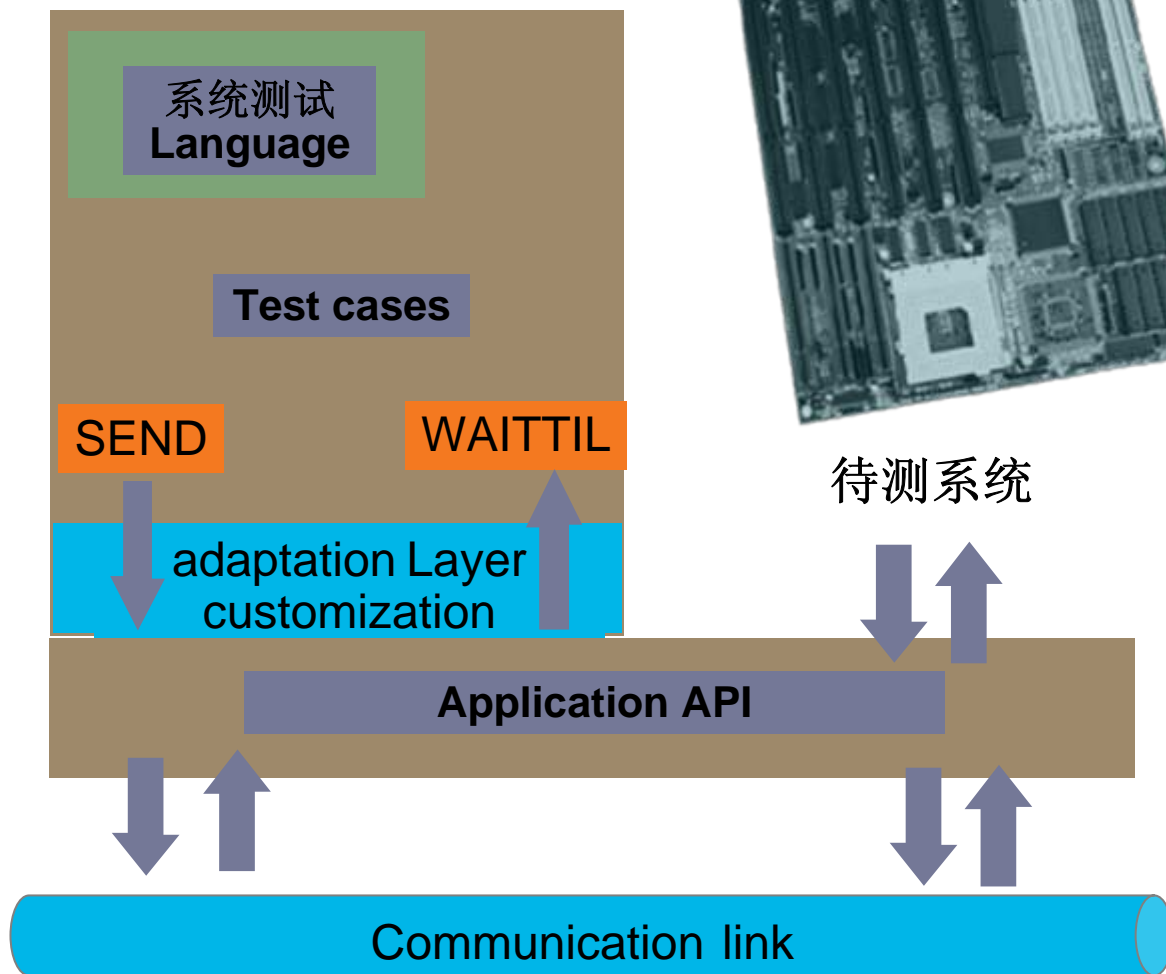 系统测试
Language
Test cases
SEND
WAITTIL
待测系统
adaptation Layer
customization
Application API
Communication link